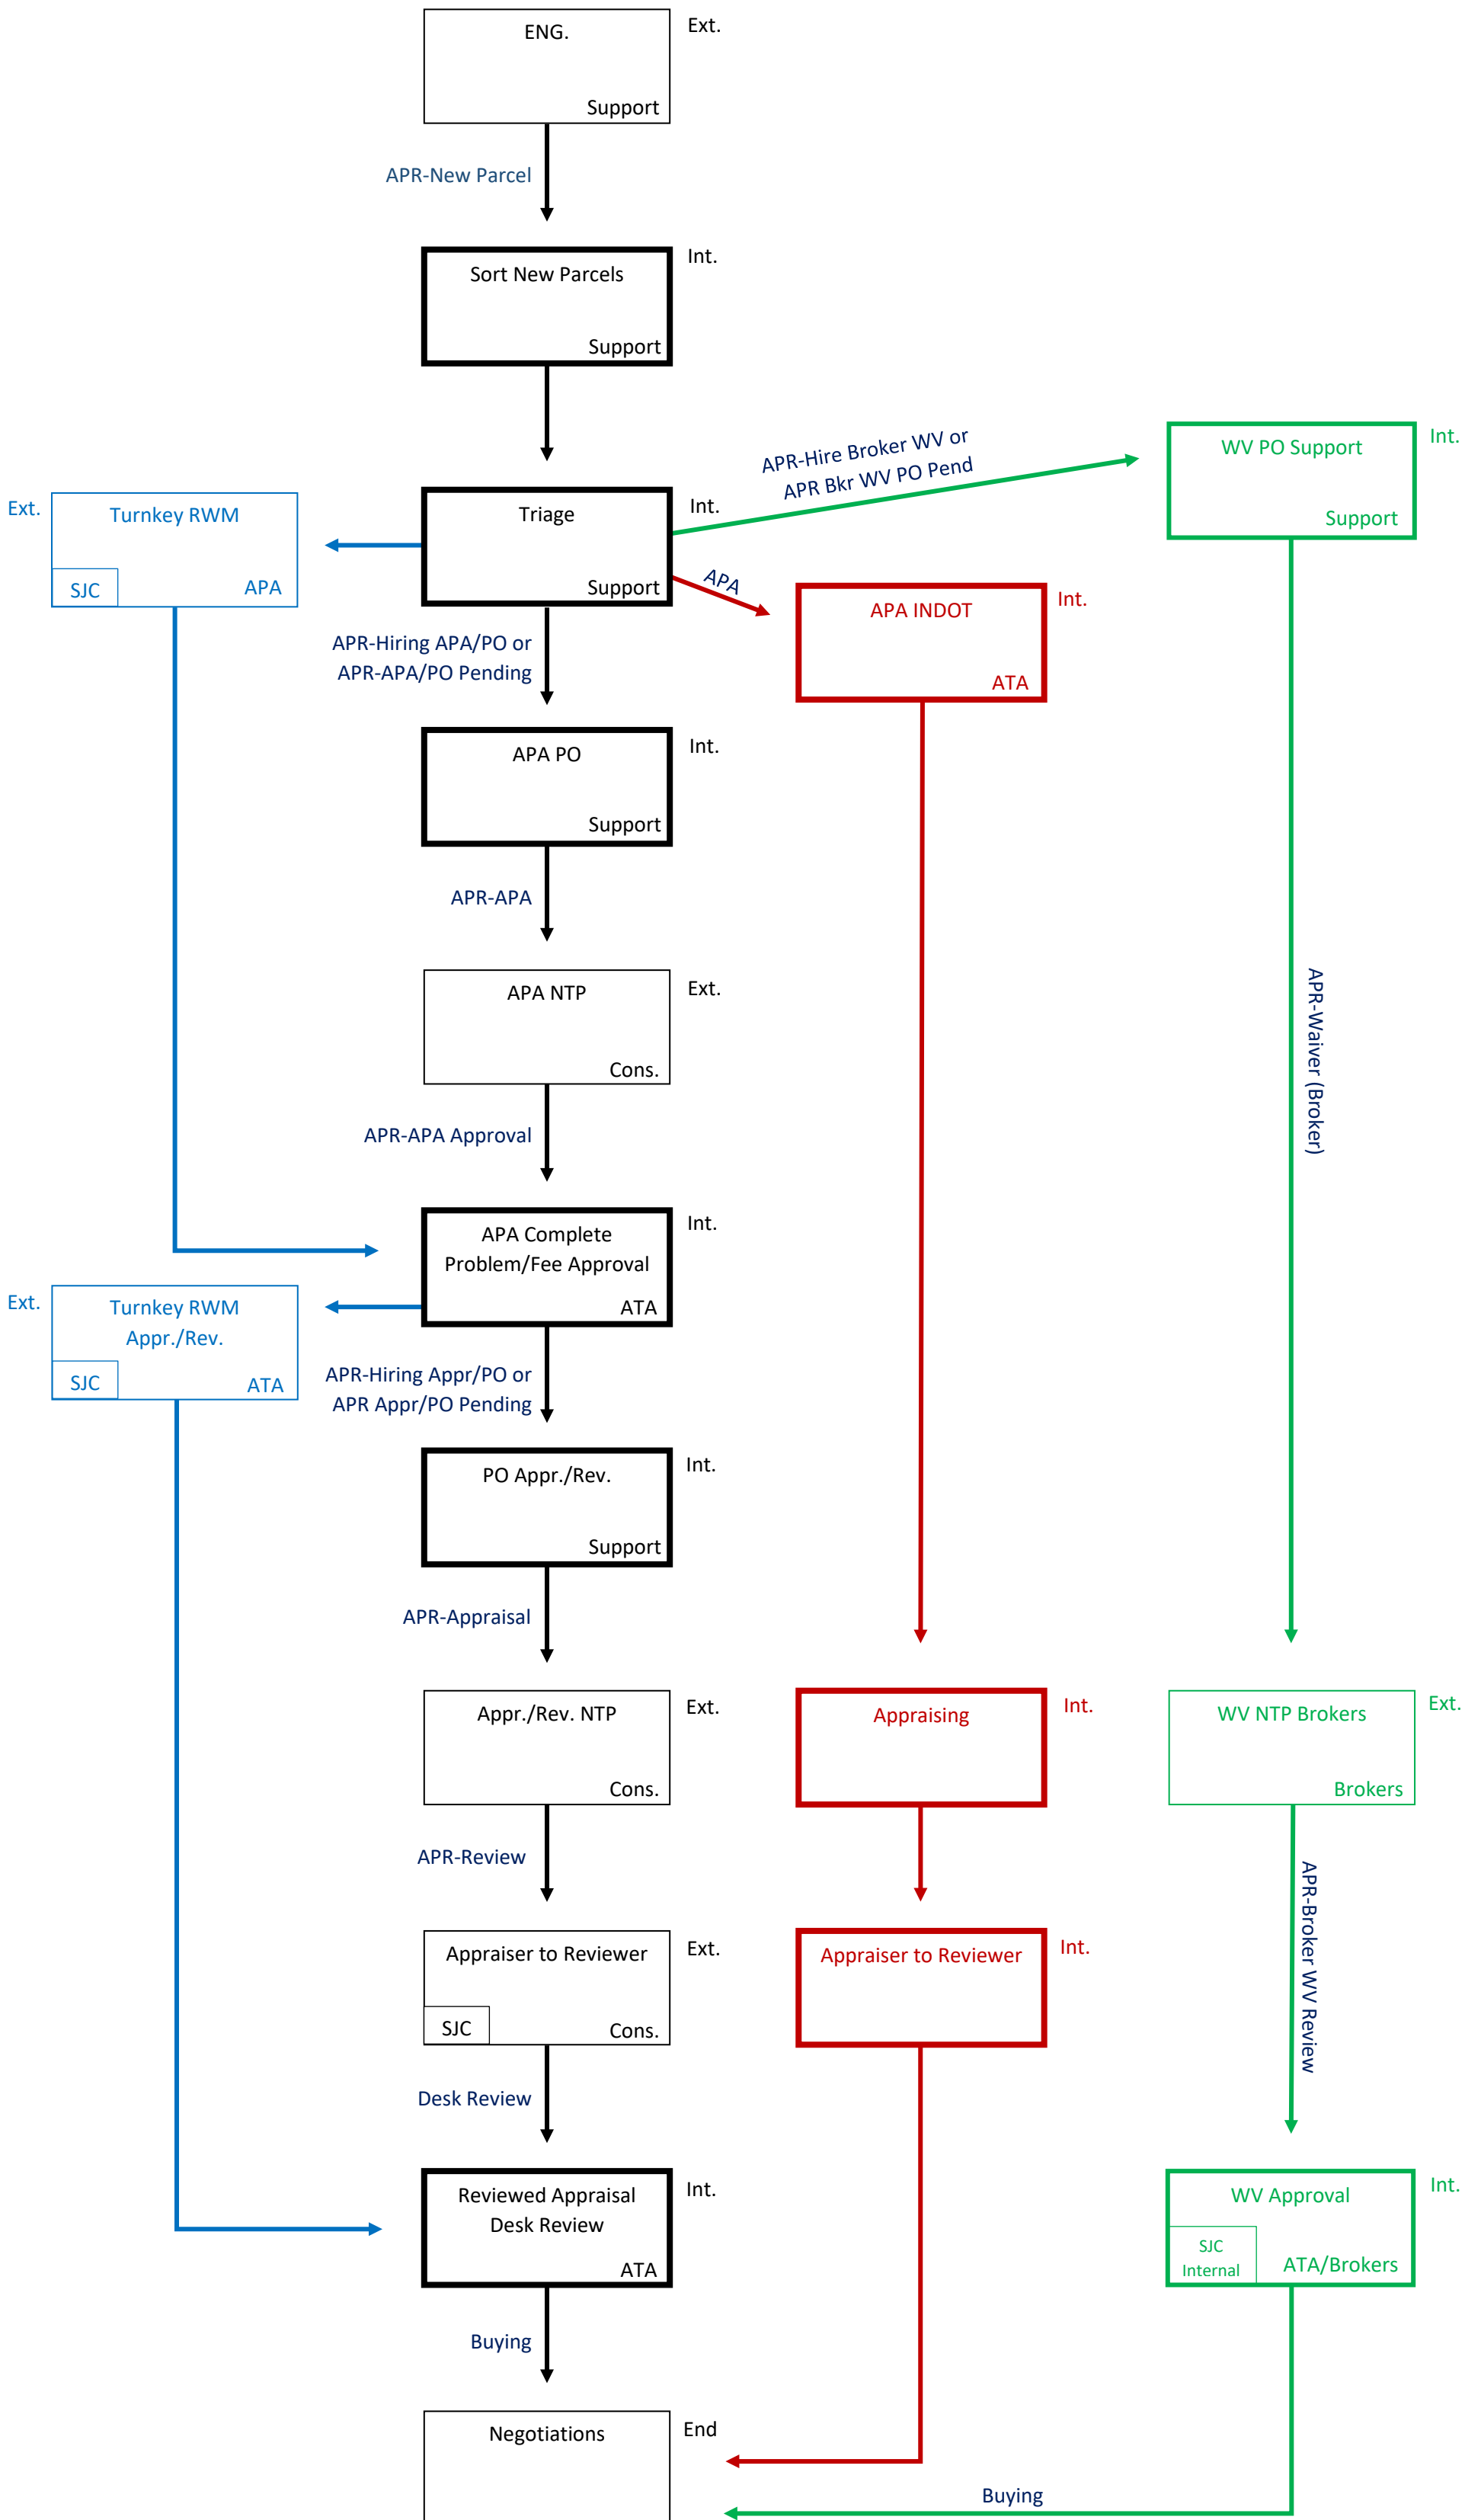 ENG.
Ext.
Support
APR-New Parcel
Sort New Parcels
Int.
Support
APR-Hire Broker WV or
APR Bkr WV PO Pend
WV PO Support
Int.
Support
Ext.
Turnkey RWM
SJC
APA
Triage
Int.
Support
APA
APA INDOT
Int.
ATA
APR-Hiring APA/PO or
APR-APA/PO Pending
APA PO
Int.
Support
APR-APA
APA NTP
Ext.
Cons.
APR-Waiver (Broker)
APR-APA Approval
APA Complete
Problem/Fee Approval
Int.
ATA
Ext.
Turnkey RWM
Appr./Rev.
SJC
ATA
APR-Hiring Appr/PO or
APR Appr/PO Pending
PO Appr./Rev.
Int.
Support
APR-Appraisal
Appr./Rev. NTP
Ext.
Cons.
Appraising
Int.
WV NTP Brokers
Ext.
Brokers
APR-Review
APR-Broker WV Review
Appraiser to Reviewer
Ext.
SJC
Cons.
Appraiser to Reviewer
Int.
Desk Review
Reviewed Appraisal
Desk Review
Int.
ATA
WV Approval
Int.
SJC
Internal
ATA/Brokers
Buying
Negotiations
End
Buying